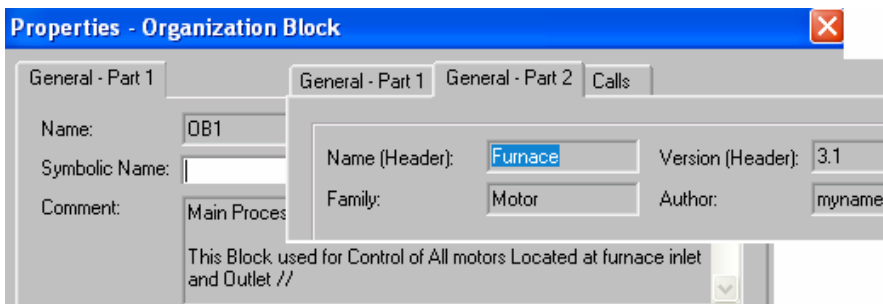 Properties - Organization Block
General - Part 1
General - Part 1 General - Part 2 Calls
Name: OB1
Symbolic Name:
Comment: Main Proces
This Block used for Control of All motors Located at furnace inlet
and Outlet //
Name (Header): Furnace Version (Header): 3.1
Family: Motor Author: myname